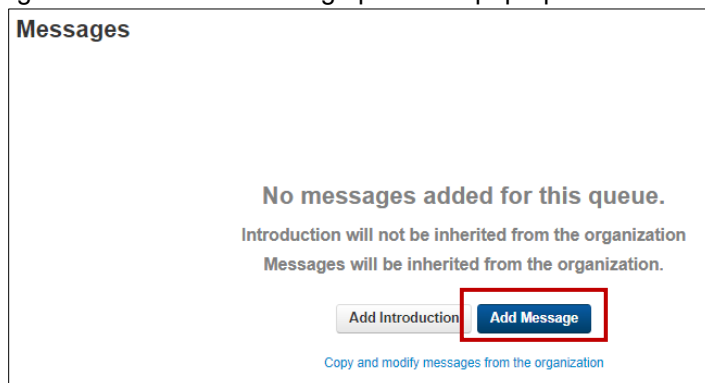 Messages
No messages added for this queue.
Introduction will not be inherited from the organization
Messages will be inherited from the organization.
Add Introduction Add Message
Copy and modify messages from the organization